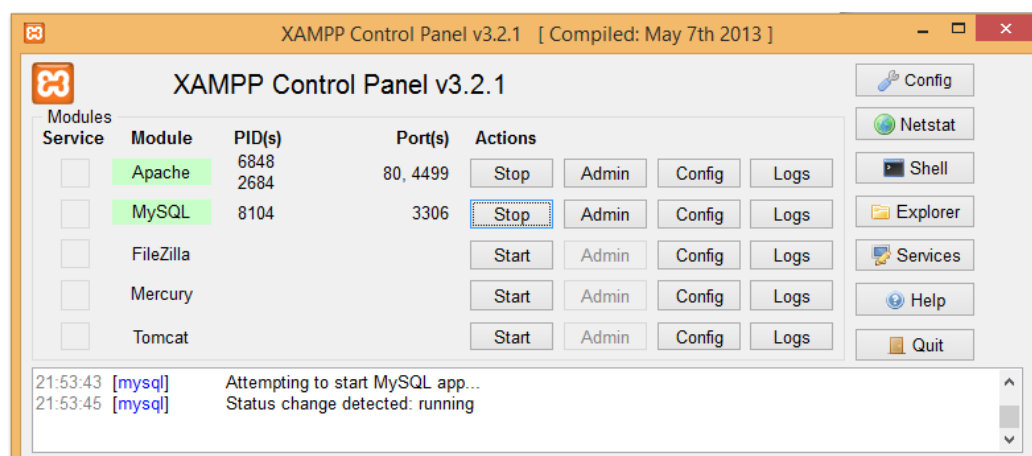 XAMPP Control Panel v3.2.1 [ Compiled: May 7th 2013 ]
XAMPP Control Panel v3.2.1
Config
Modules
Netstat
Service Module PID(s) Port(s) Actions
Apache 6848 2684 80, 4499 Stop Admin Config Logs
Shell
MySQL 8104 3306 Stop Admin Config Logs
Explorer
FileZilla Start Admin Config Logs
Services
Mercury Start Admin Config Logs
Help
Tomcat Start Admin Config Logs
Quit
21:53:43 [mysql] Attempting to start MySQL app...
21:53:45 [mysql] Status change detected: running